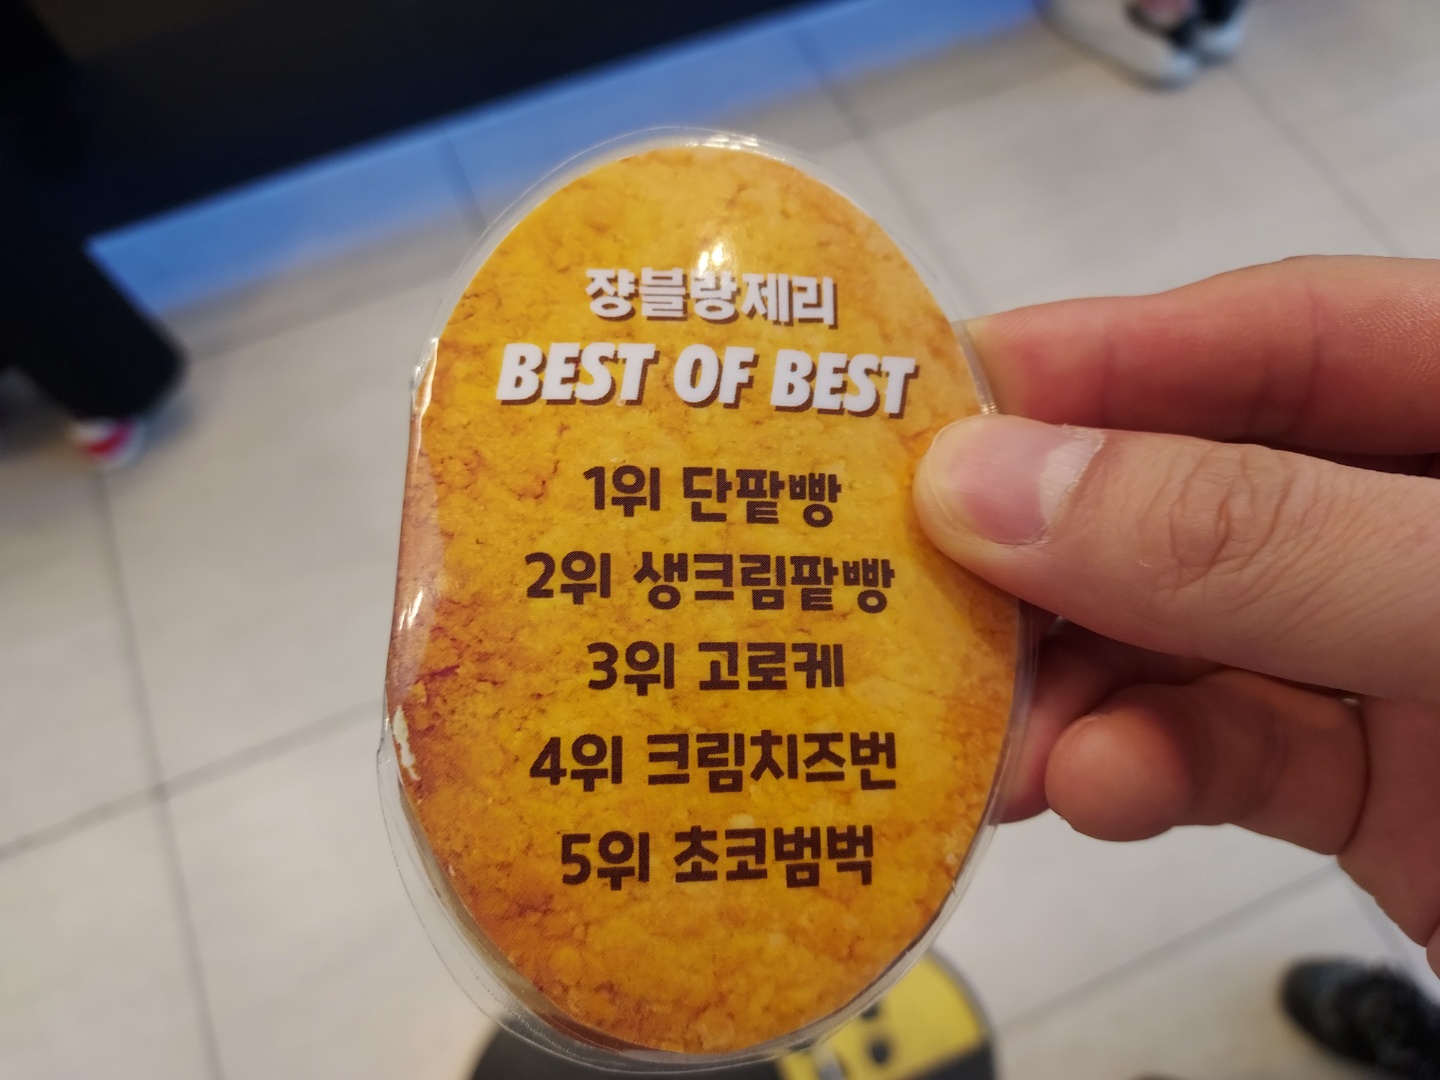 쟝블랑제리
BEST OF BEST
1위 단팥빵
2위 생크림팥빵
3위 고로케
4위 크림치즈번
5위 초코범벅